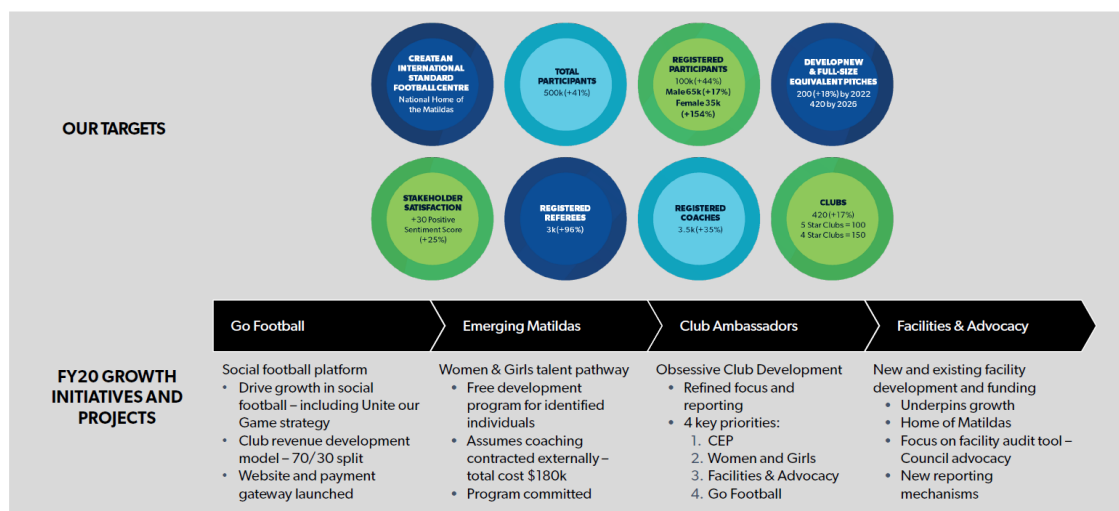 OUR TARGETS
CREATE AN
INTERNATIONAL
STANDARD
FOOTBALL CENTRE
National Home of
the Matildas
TOTAL
PARTICIPANTS
500k (+41%)
REGISTERED
PARTICIPANTS
100k (+44%)
Male 65k (+17%)
Female 35k
(+154%)
DEVELOP NEW
& FULL-SIZE
EQUIVALENT PITCHES
200 (+18%) by 2022
420 by 2026
STAKEHOLDER
SATISFACTION
+30 Positive
Sentiment Score
(+25%)
REGISTERED
REFEREES
3k (+96%)
REGISTERED
COACHES
3.5k (+35%)
CLUBS
420 (+17%)
5 Star Clubs = 100
4 Star Clubs = 150
FY20 GROWTH
INITIATIVES AND
PROJECTS
Go Football
Social football platform
• Drive growth in social
football – including Unite our
Game strategy
• Club revenue development
model – 70/30 split
• Website and payment
gateway launched
Emerging Matildas
Women & Girls talent pathway
• Free development
program for identified
individuals
• Assumes coaching
contracted externally –
total cost $180k
• Program committed
Club Ambassadors
Obsessive Club Development
• Refined focus and
reporting
• 4 key priorities:
1. CEP
2. Women and Girls
3. Facilities & Advocacy
4. Go Football
Facilities & Advocacy
New and existing facility
development and funding
• Underpins growth
• Home of Matildas
• Focus on facility audit tool –
Council advocacy
• New reporting
mechanisms